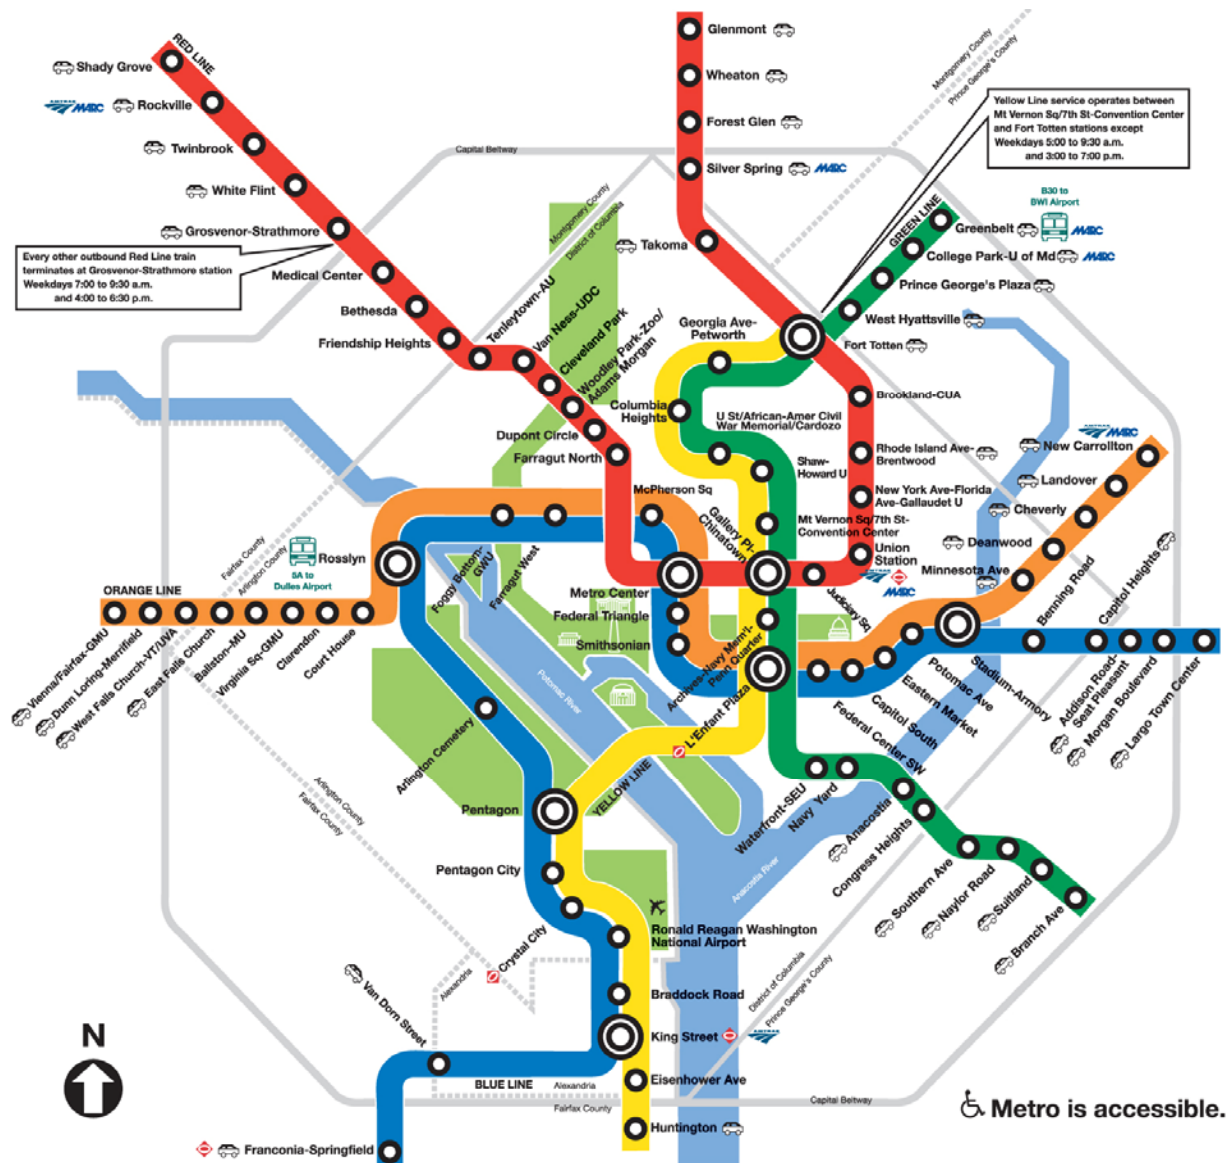 RED LINE
Shady Grove
AMTRAK MARC
Rockville
Twinbrook
White Flint
Grosvenor-Strathmore
Every other outbound Red Line train
terminates at Grosvenor-Strathmore station
Weekdays 7:00 to 9:30 a.m.
and 4:00 to 6:30 p.m.
Medical Center
Bethesda
Friendship Heights
Tenleytown-AU
Van Ness-UDC
Cleveland Park
Woodley Park-Zoo/
Adams Morgan
Dupont Circle
Farragut North
Glenmont
Wheaton
Forest Glen
Silver Spring
MARC
Takoma
Capital Beltway
Montgomery County
Prince George's County
Montgomery County
District of Columbia
Yellow Line service operates between
Mt Vernon Sq/7th St-Convention Center
and Fort Totten stations except
Weekdays 5:00 to 9:30 a.m.
and 3:00 to 7:00 p.m.
B30 to
BWI Airport
GREEN LINE
Greenbelt
MARC
College Park-U of Md
MARC
Prince George's Plaza
West Hyattsville
Fort Totten
Georgia Ave-
Petworth
Columbia
Heights
U St/African-Amer Civil
War Memorial/Cardozo
Shaw-
Howard U
Mt Vernon Sq/7th St-
Convention Center
Brookland-CUA
Rhode Island Ave-
Brentwood
New York Ave-Florida
Ave-Gallaudet U
Union
Station
AMTRAK
MARC
Judiciary Sq
Gallery Pl-
Chinatown
McPherson Sq
Metro Center
Federal Triangle
Smithsonian
Archives-Navy Mem'l-
Penn Quarter
L'Enfant Plaza
AMTRAK MARC
New Carrollton
Landover
Cheverly
Deanwood
Minnesota Ave
Benning Road
Capitol Heights
Addison Road-
Seat Pleasant
Morgan Boulevard
Largo Town Center
Stadium-Armory
Potomac Ave
Eastern Market
Capitol South
Federal Center SW
Fairfax County
Arlington County
5A to
Dulles Airport
Rosslyn
Foggy Bottom-
GWU
Farragut West
ORANGE LINE
Vienna/Fairfax-GMU
Dunn Loring-Merrifield
West Falls Church-VT/UVA
East Falls Church
Ballston-MU
Virginia Sq-GMU
Clarendon
Court House
Potomac River
Arlington Cemetery
Arlington County
Fairfax County
Pentagon
YELLOW LINE
Pentagon City
Crystal City
Ronald Reagan Washington
National Airport
Waterfront-SEU
Navy Yard
Anacostia
Congress Heights
Southern Ave
Naylor Road
Suitland
Branch Ave
Anacostia River
District of Columbia
Prince George's County
Braddock Road
King Street
AMTRAK
Eisenhower Ave
Huntington
Alexandria
Van Dorn Street
BLUE LINE
Alexandria
Fairfax County
Capital Beltway
Franconia-Springfield
N
Metro is accessible.